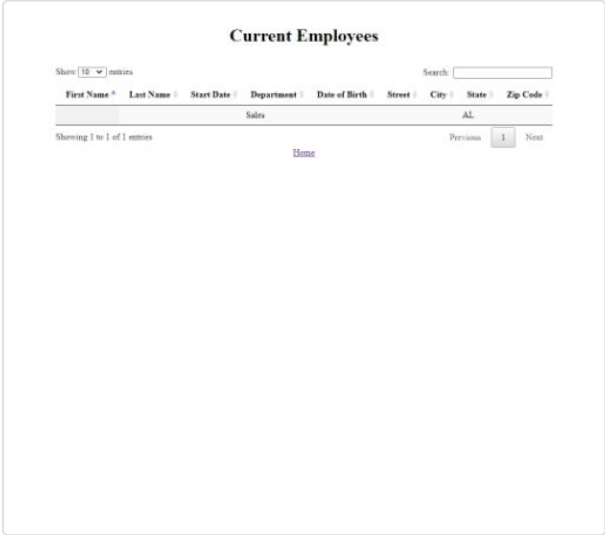 Current Employees
Show 10 entries Search:
First Name Last Name Start Date Department Date of Birth Street City State Zip Code
Sales AL
Showing 1 to 1 of 1 entries Previous 1 Next
Home